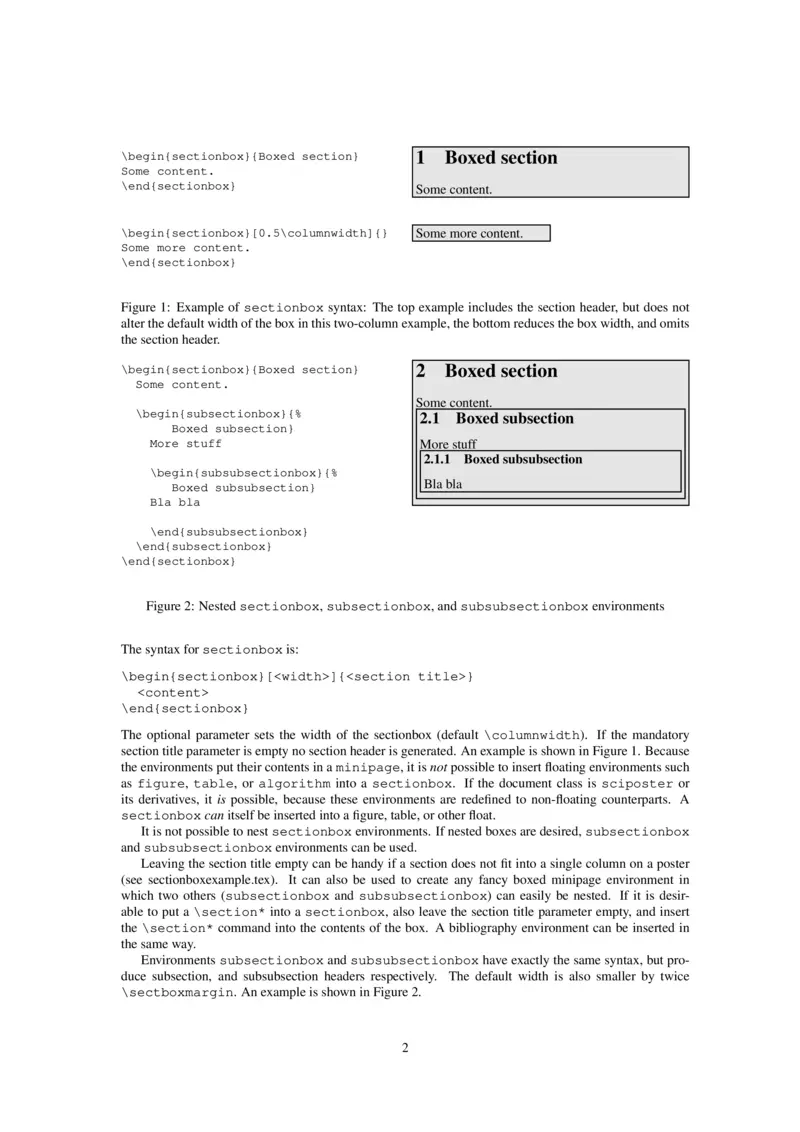 \begin{sectionbox}{Boxed section}
Some content.
\end{sectionbox}
1 Boxed section
Some content.
\begin{sectionbox}[0.5\columnwidth]{}
Some more content.
\end{sectionbox}
Some more content.
Figure 1: Example of sectionbox syntax: The top example includes the section header, but does not
alter the default width of the box in this two-column example, the bottom reduces the box width, and omits
the section header.
\begin{sectionbox}{Boxed section}
Some content.
\begin{subsectionbox}{%
Boxed subsection}
More stuff
\begin{subsubsectionbox}{%
Boxed subsubsection}
Bla bla
\end{subsubsectionbox}
\end{subsectionbox}
\end{sectionbox}
2 Boxed section
Some content.
2.1 Boxed subsection
More stuff
2.1.1 Boxed subsubsection
Bla bla
Figure 2: Nested sectionbox, subsectionbox, and subsubsectionbox environments
The syntax for sectionbox is:
\begin{sectionbox}[<width>]{<section title>}
<content>
\end{sectionbox}
The optional parameter sets the width of the sectionbox (default \columnwidth). If the mandatory
section title parameter is empty no section header is generated. An example is shown in Figure 1. Because
the environments put their contents in a minipage, it is not possible to insert floating environments such
as figure, table, or algorithm into a sectionbox. If the document class is sciposter or
its derivatives, it is possible, because these environments are redefined to non-floating counterparts. A
sectionbox can itself be inserted into a figure, table, or other float.
It is not possible to nest sectionbox environments. If nested boxes are desired, subsectionbox
and subsubsectionbox environments can be used.
Leaving the section title empty can be handy if a section does not fit into a single column on a poster
(see sectionboxexample.tex). It can also be used to create any fancy boxed minipage environment in
which two others (subsectionbox and subsubsectionbox) can easily be nested. If it is desir-
able to put a \section* into a sectionbox, also leave the section title parameter empty, and insert
the \section* command into the contents of the box. A bibliography environment can be inserted in
the same way.
Environments subsectionbox and subsubsectionbox have exactly the same syntax, but pro-
duce subsection, and subsubsection headers respectively. The default width is also smaller by twice
\sectboxmargin. An example is shown in Figure 2.
2